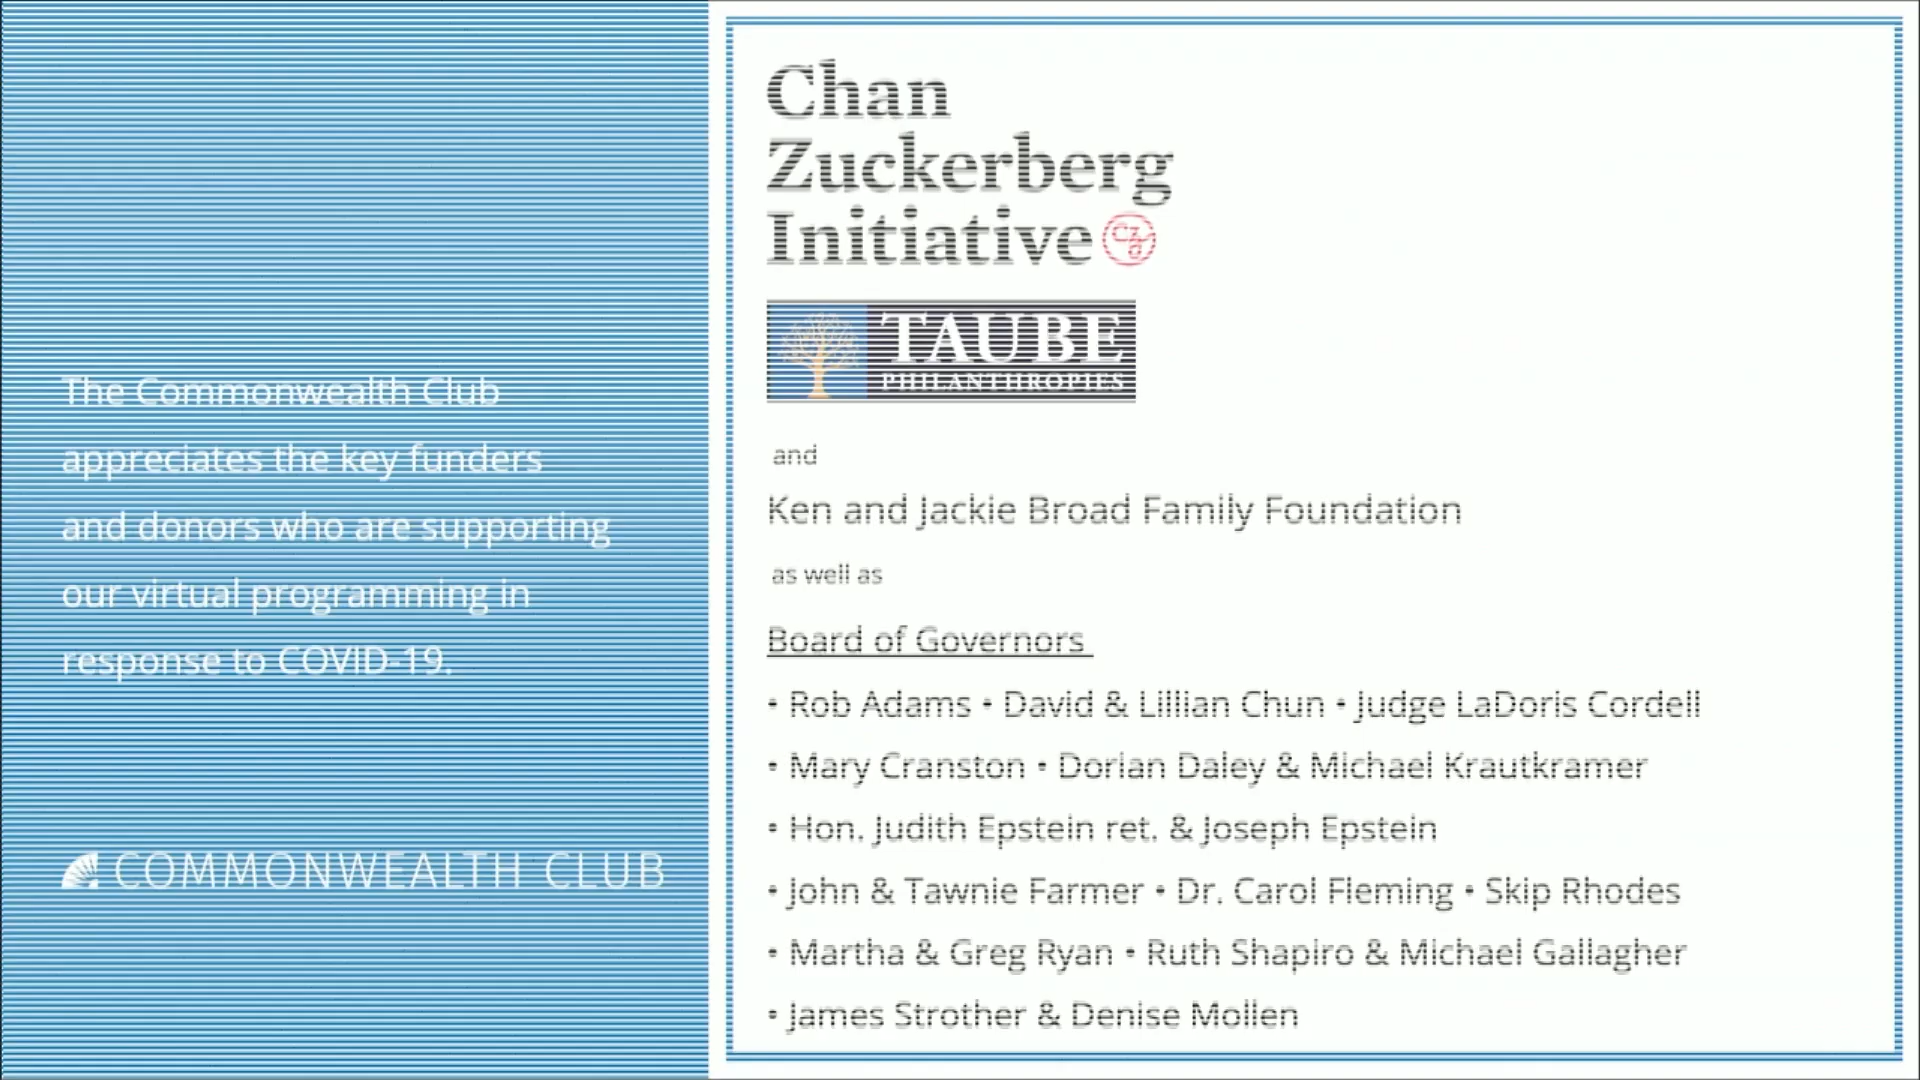 The Commonwealth Club
appreciates the key funders
and donors who are supporting
our virtual programming in
response to COVID-19.
COMMONWEALTH CLUB
Chan
Zuckerberg
Initiative
czi
TAUBE
PHILANTHROPIES
and
Ken and Jackie Broad Family Foundation
as well as
Board of Governors
• Rob Adams • David & Lillian Chun • Judge LaDoris Cordell
• Mary Cranston • Dorian Daley & Michael Krautkramer
• Hon. Judith Epstein ret. & Joseph Epstein
• John & Tawnie Farmer • Dr. Carol Fleming • Skip Rhodes
• Martha & Greg Ryan • Ruth Shapiro & Michael Gallagher
• James Strother & Denise Mollen